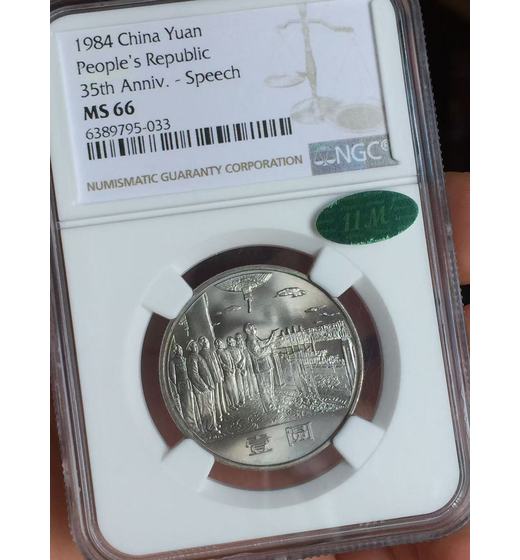 1984 China Yuan
People's Republic
35th Anniv. - Speech
MS 66
6389795-033
NGC®
NUMISMATIC GUARANTY CORPORATION
壹圆